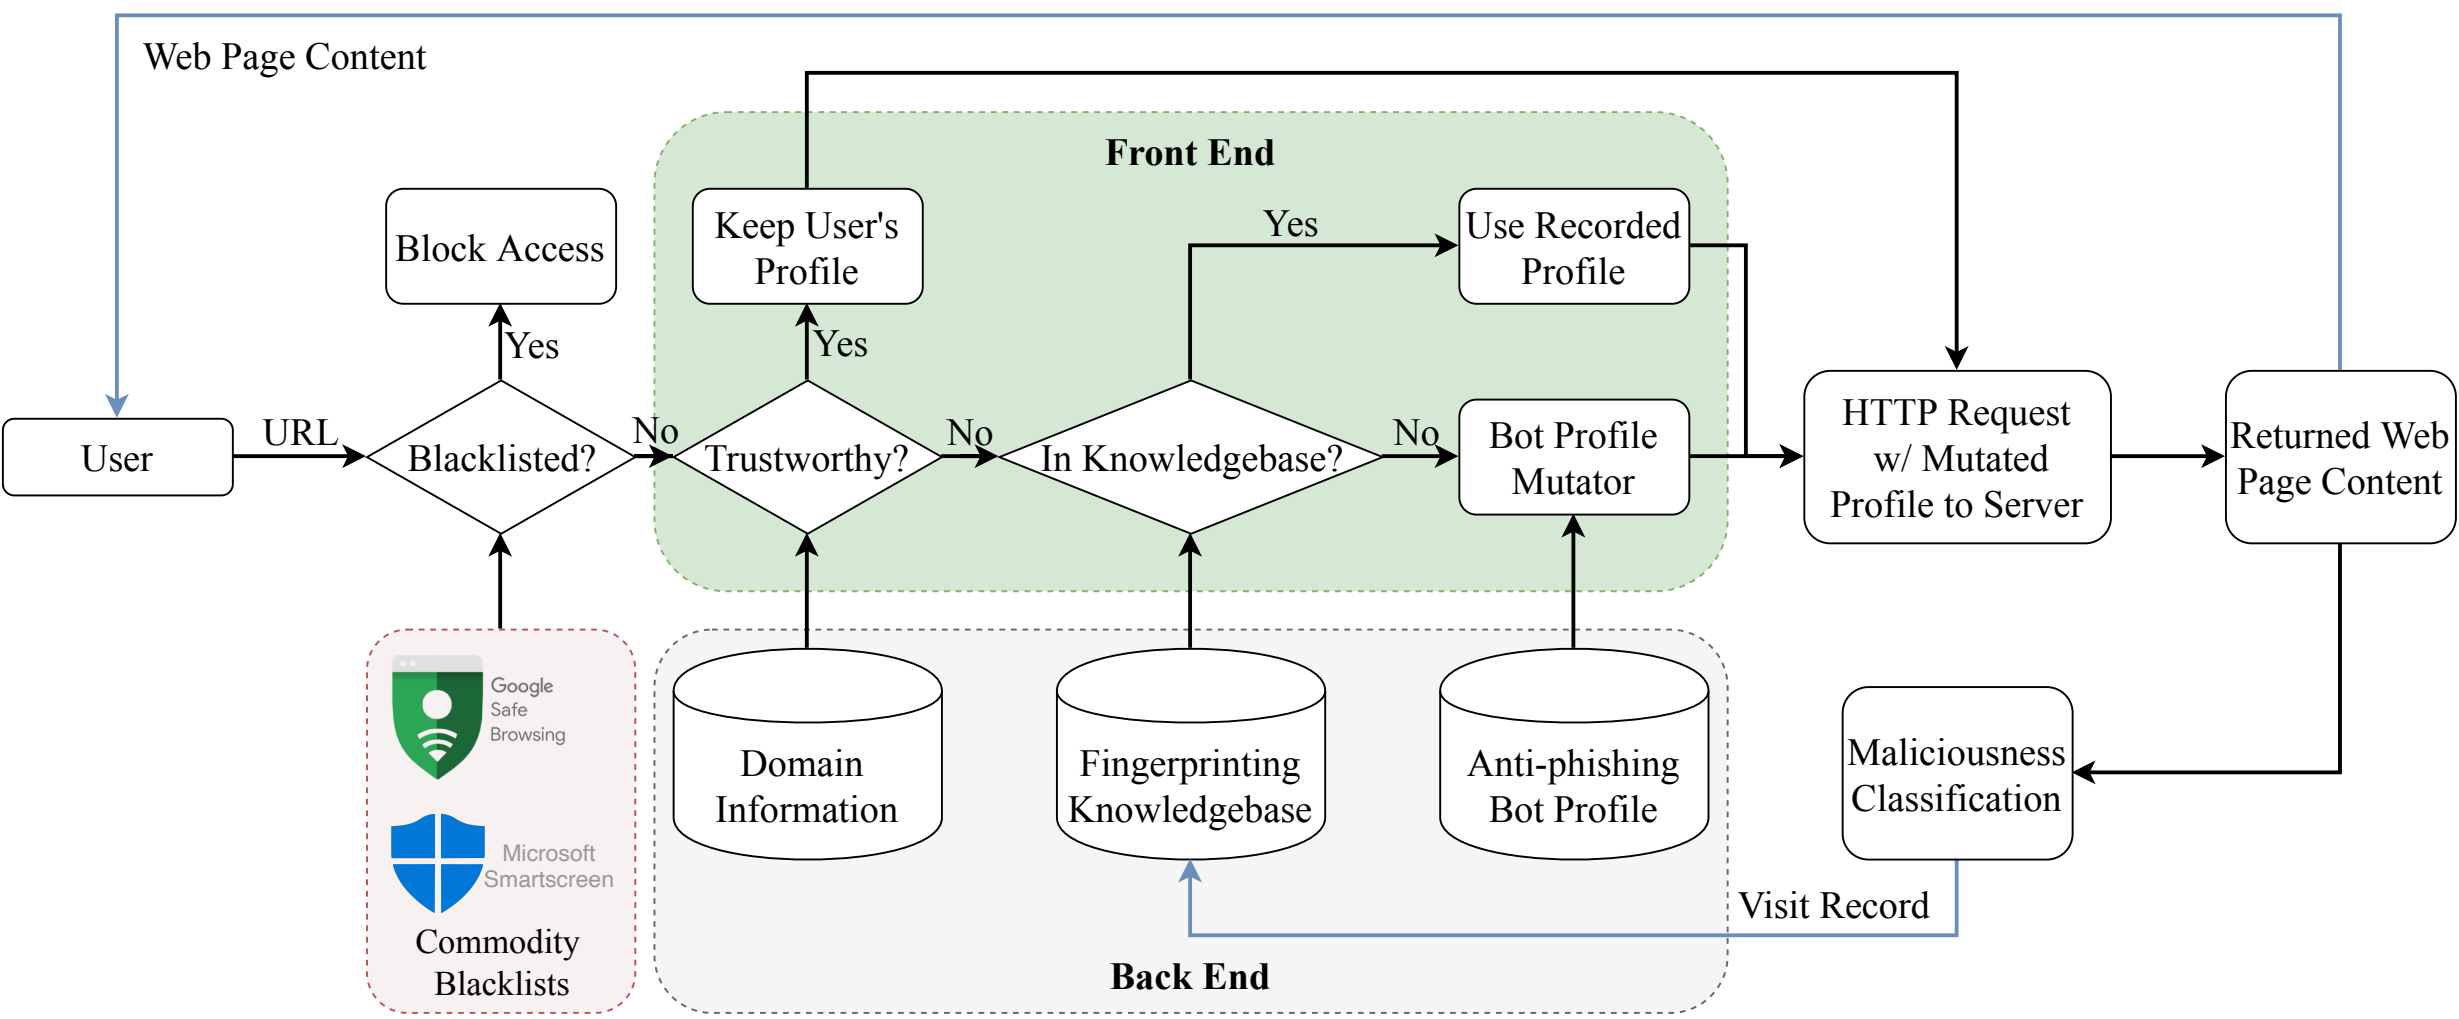 Web Page Content
Front End
Block Access
Keep User's
Profile
Yes
Use Recorded
Profile
Yes
Yes
User
URL
Blacklisted?
No
Trustworthy?
No
In Knowledgebase?
No
Bot Profile
Mutator
HTTP Request
w/ Mutated
Profile to Server
Returned Web
Page Content
Google
Safe
Browsing
Microsoft
Smartscreen
Commodity
Blacklists
Domain
Information
Fingerprinting
Knowledgebase
Anti-phishing
Bot Profile
Maliciousness
Classification
Visit Record
Back End